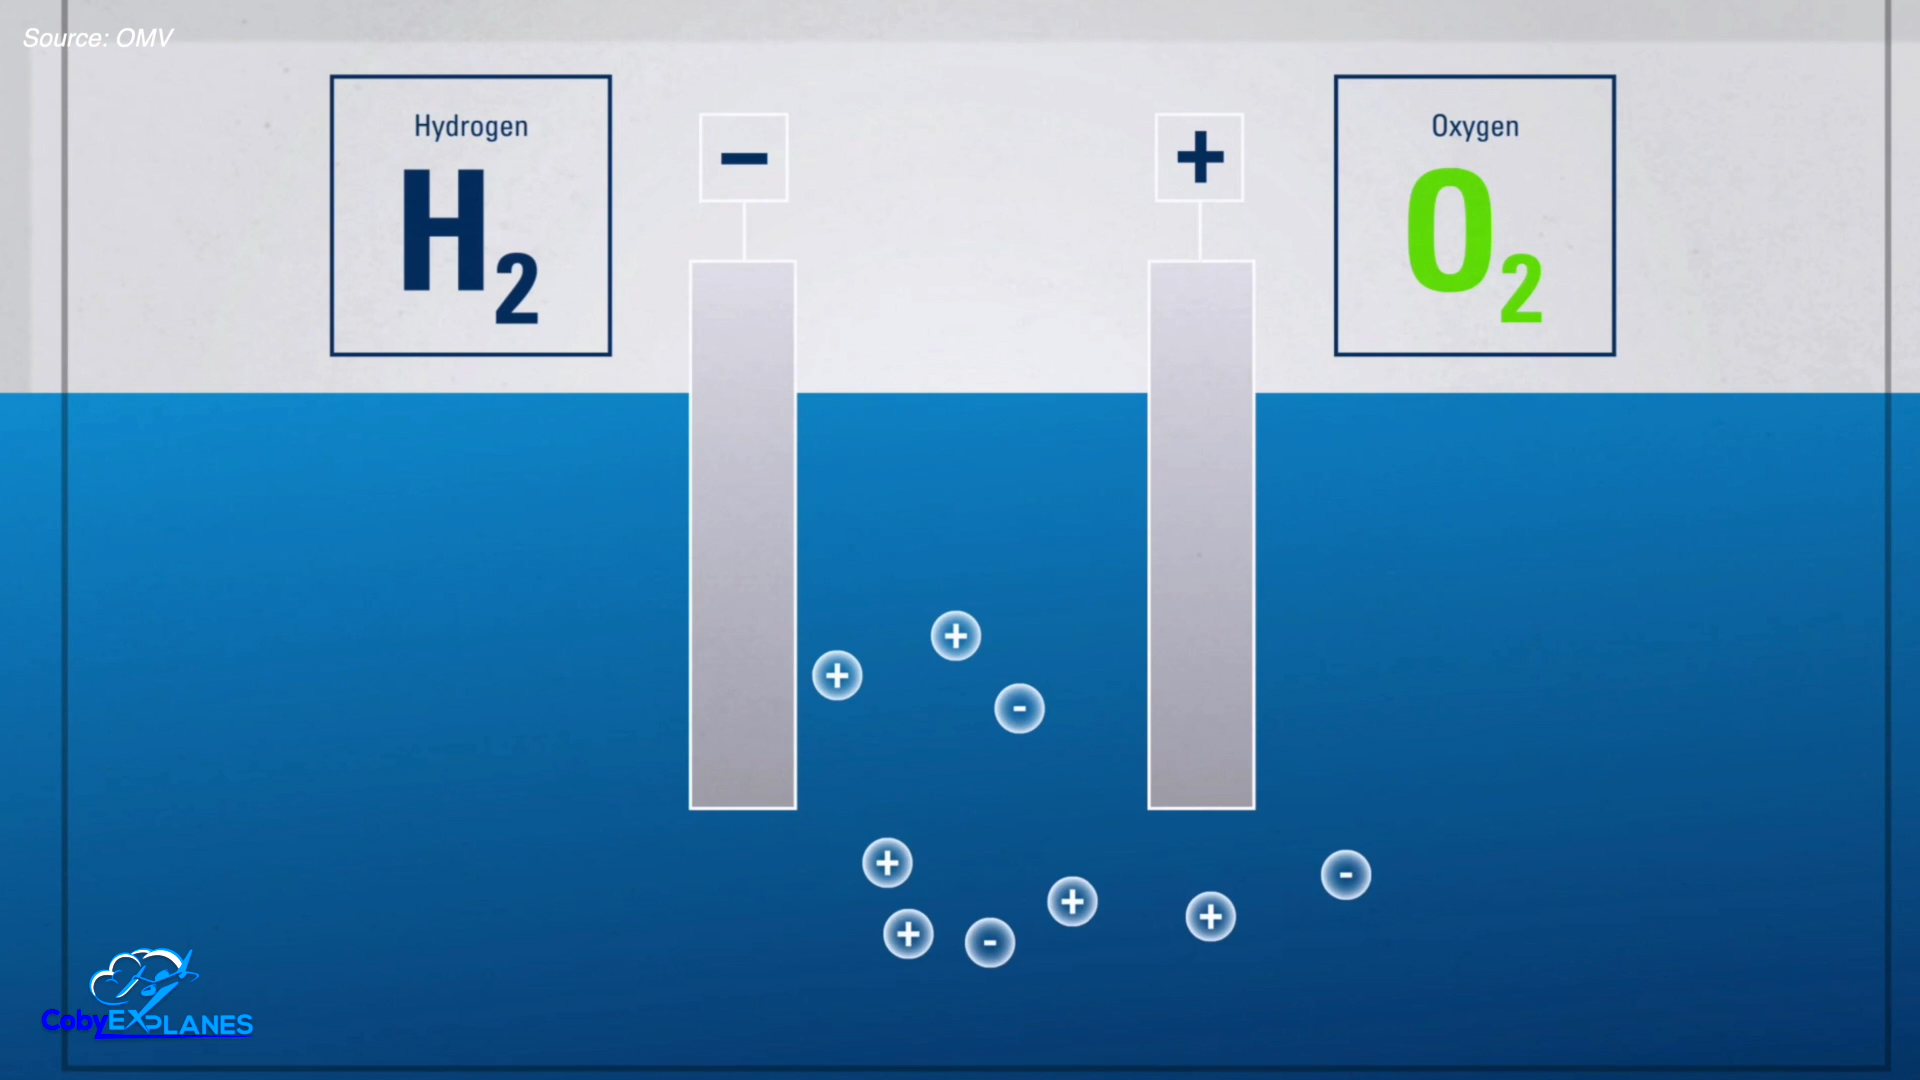 Source: OMV
Hydrogen
H2
−
+
Oxygen
O2
+
+
-
+
+
-
+
+
-
CobyEXPLANES